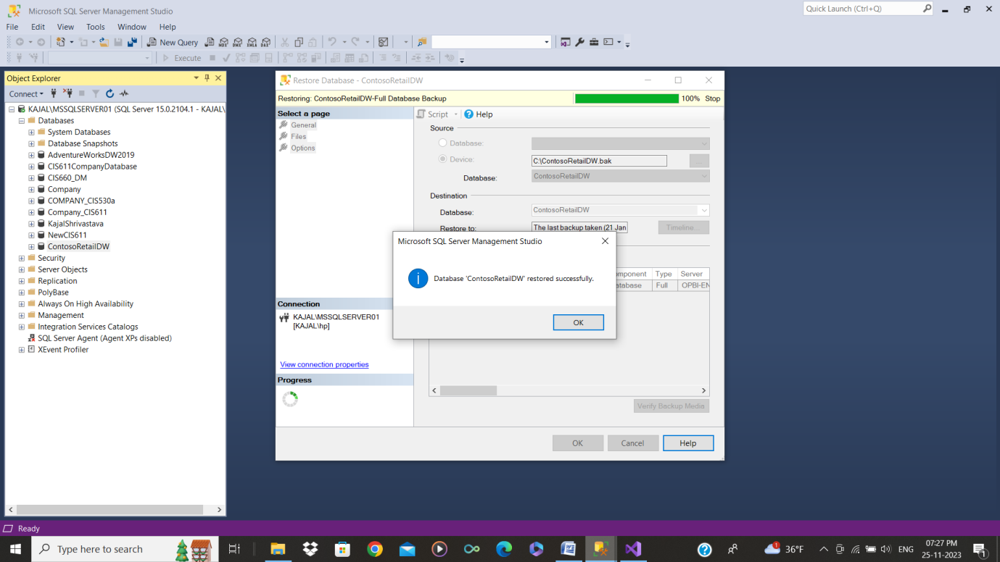 Microsoft SQL Server Management Studio
Quick Launch (Ctrl+Q)
File Edit View Tools Window Help
New Query
MDX DMX XMLA DAX
Execute
Object Explorer
Connect
KAJAL\MSSQLSERVER01 (SQL Server 15.0.2104.1 - KAJAL\
Databases
System Databases
Database Snapshots
AdventureWorksDW2019
CIS611CompanyDatabase
CIS660_DM
Company
COMPANY_CIS530a
Company_CIS611
KajalShrivastava
NewCIS611
ContosoRetailDW
Security
Server Objects
Replication
PolyBase
Always On High Availability
Management
Integration Services Catalogs
SQL Server Agent (Agent XPs disabled)
XEvent Profiler
Restore Database - ContosoRetailDW
Restoring: ContosoRetailDW-Full Database Backup 100% Stop
Select a page
General
Files
Options
Connection
KAJAL\MSSQLSERVER01
[KAJAL\hp]
View connection properties
Progress
Script Help
Source
Database:
Device: C:\ContosoRetailDW.bak ...
Database: ContosoRetailDW
Destination
Database: ContosoRetailDW
Restore to: The last backup taken (21 Jan Timeline...
omponent Type Server
atabase Full OPBI-EN
Verify Backup Media
OK Cancel Help
Microsoft SQL Server Management Studio
Database 'ContosoRetailDW' restored successfully.
OK
Ready
Type here to search
1 36°F ENG 07:27 PM
25-11-2023 1